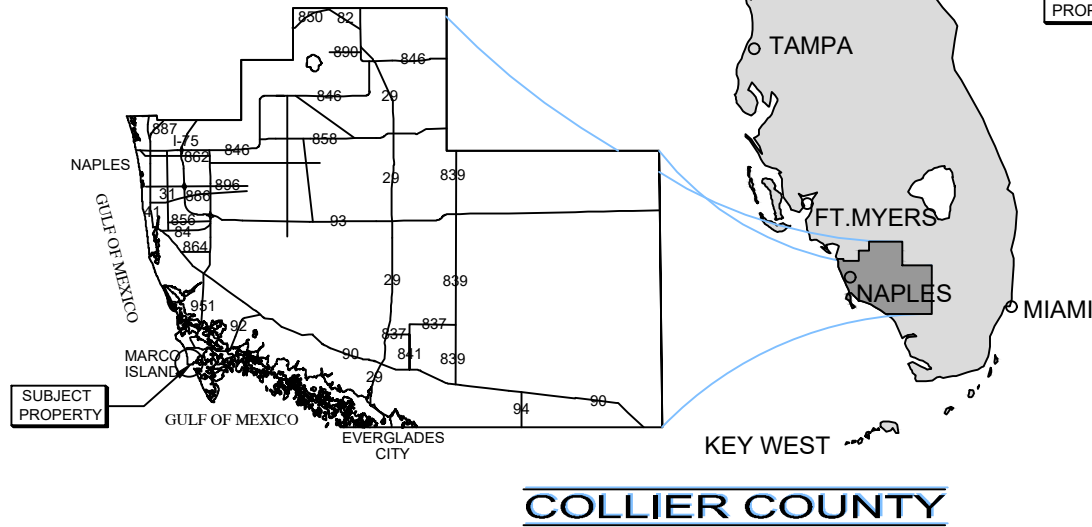 850
82
890
846
846
29
887
I-75
858
846
862
NAPLES
29
839
896
31
886
41
856
93
84
864
GULF OF MEXICO
29
839
951
92
837
837
MARCO
ISLAND
90
841
839
29
SUBJECT
PROPERTY
GULF OF MEXICO
94
90
EVERGLADES
CITY
TAMPA
FT.MYERS
NAPLES
MIAMI
KEY WEST
COLLIER COUNTY